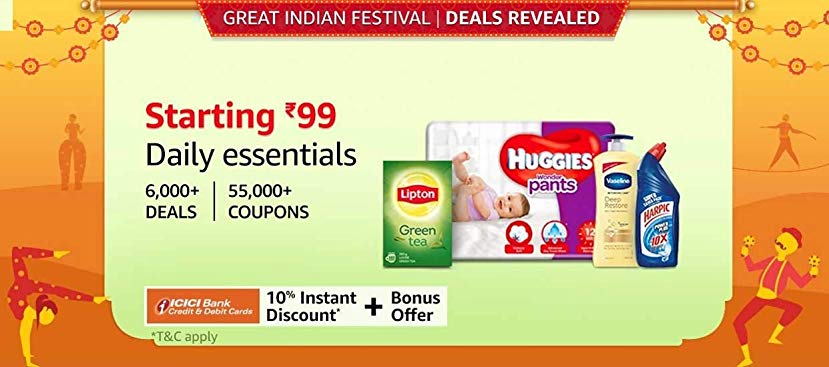 GREAT INDIAN FESTIVAL | DEALS REVEALED
Starting ₹99
Daily essentials
6,000+ DEALS | 55,000+ COUPONS
Lipton
Green
tea
HUGGIES
Wonder
pants
Vaseline
Deep
Restore
HARPIC
10X
ICICI Bank
Credit & Debit Cards
10% Instant
Discount*
+ Bonus
Offer
*T&C apply